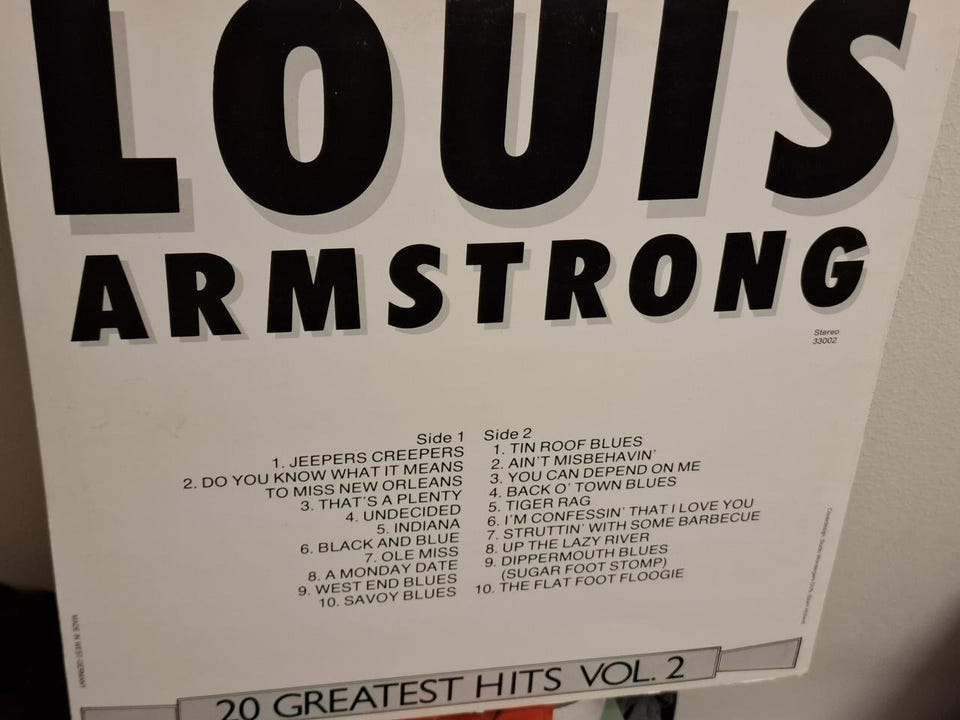 LOUIS
ARMSTRONG
Stereo
33002
Side 1
1. JEEPERS CREEPERS
2. DO YOU KNOW WHAT IT MEANS
TO MISS NEW ORLEANS
3. THAT'S A PLENTY
4. UNDECIDED
5. INDIANA
6. BLACK AND BLUE
7. OLE MISS
8. A MONDAY DATE
9. WEST END BLUES
10. SAVOY BLUES
Side 2
1. TIN ROOF BLUES
2. AIN'T MISBEHAVIN'
3. YOU CAN DEPEND ON ME
4. BACK O' TOWN BLUES
5. TIGER RAG
6. I'M CONFESSIN' THAT I LOVE YOU
7. STRUTTIN' WITH SOME BARBECUE
8. UP THE LAZY RIVER
9. DIPPERMOUTH BLUES
(SUGAR FOOT STOMP)
10. THE FLAT FOOT FLOOGIE
MADE IN WEST-GERMANY
20 GREATEST HITS VOL. 2